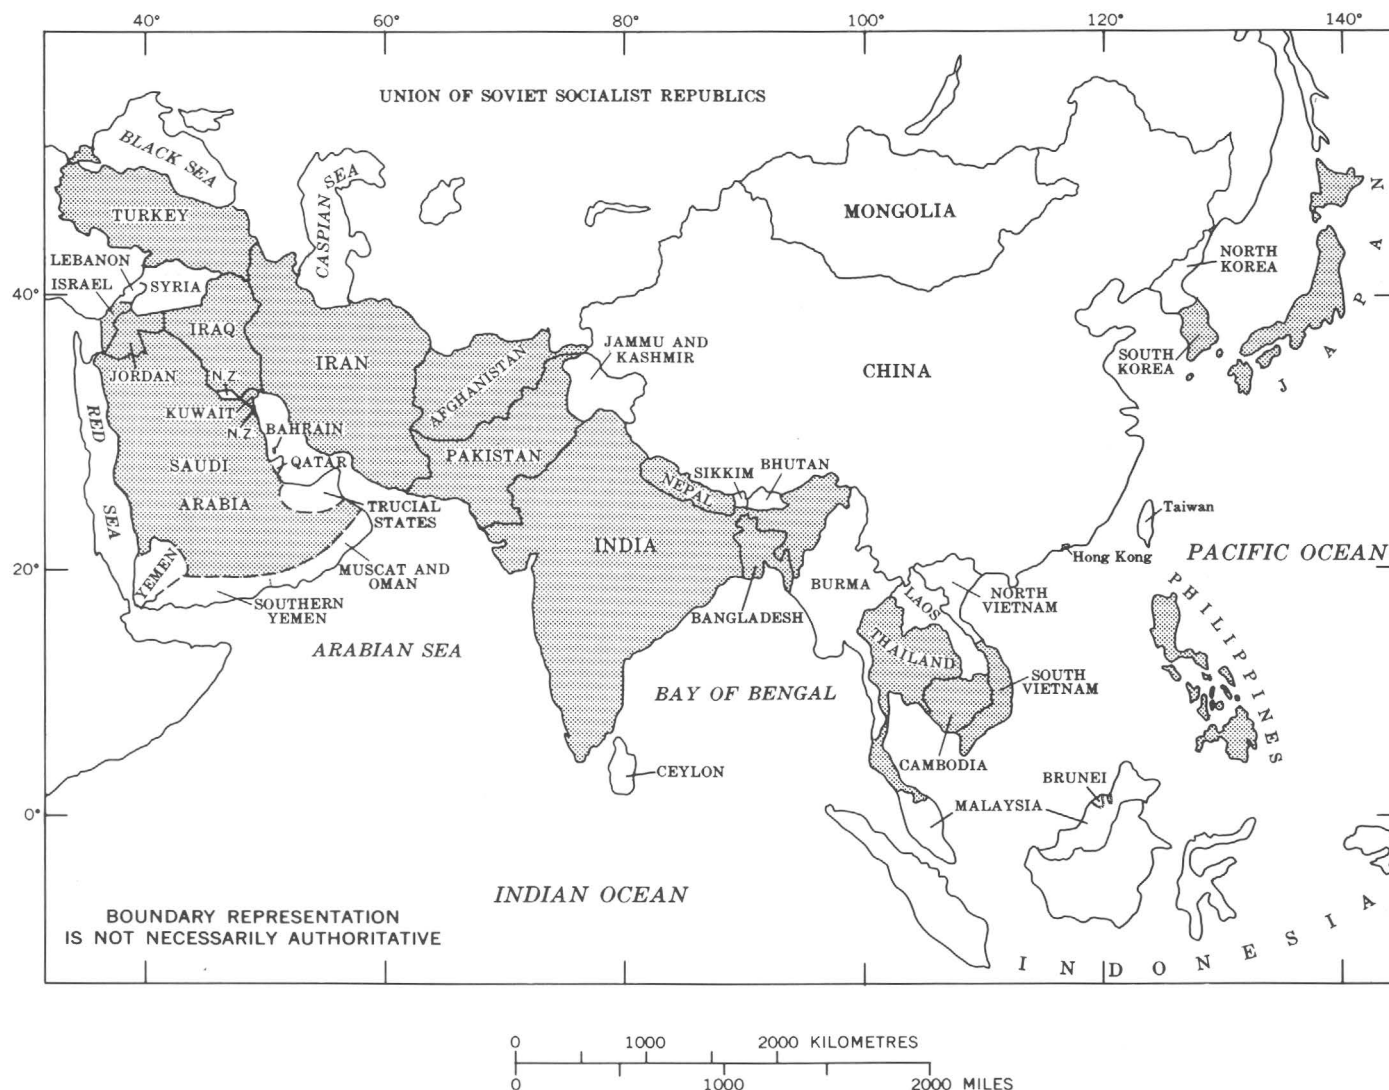 40° 60° 80° 100° 120° 140°
UNION OF SOVIET SOCIALIST REPUBLICS
BLACK SEA
CASPIAN SEA
TURKEY
MONGOLIA
LEBANON
ISRAEL
SYRIA
NORTH
KOREA
JAPAN
40°
IRAQ
IRAN
AFGHANISTAN
JAMMU AND
KASHMIR
CHINA
SOUTH
KOREA
JORDAN
N.Z.
KUWAIT
N.Z.
RED SEA
BAHRAIN
QATAR
PAKISTAN
SAUDI
ARABIA
TRUCIAL
STATES
NEPAL
SIKKIM
BHUTAN
Taiwan
INDIA
Hong Kong
PACIFIC OCEAN
20°
YEMEN
MUSCAT AND
OMAN
SOUTHERN
YEMEN
BURMA
LAOS
NORTH
VIETNAM
BANGLADESH
PHILIPPINES
ARABIAN SEA
THAILAND
SOUTH
VIETNAM
BAY OF BENGAL
CEYLON
CAMBODIA
BRUNEI
MALAYSIA
0°
INDIAN OCEAN
INDONESIA
BOUNDARY REPRESENTATION
IS NOT NECESSARILY AUTHORITATIVE
0 1000 2000 KILOMETRES
0 1000 2000 MILES